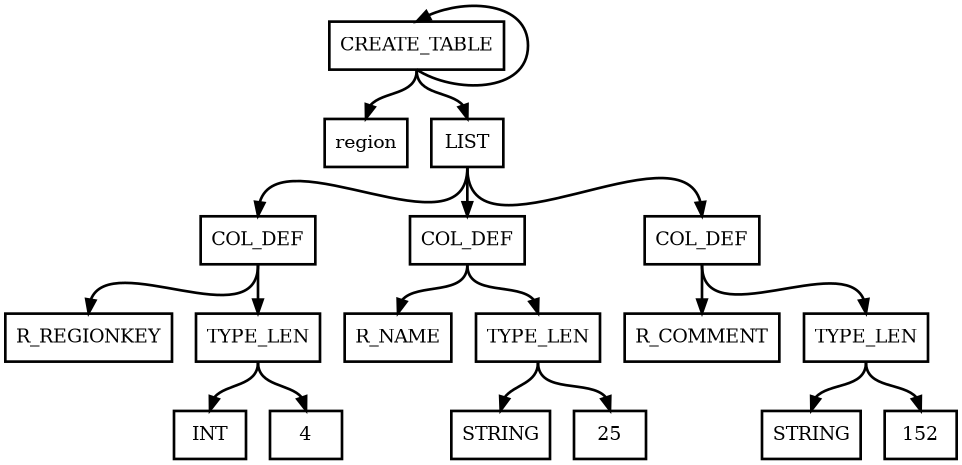 CREATE_TABLE
region
LIST
COL_DEF
COL_DEF
COL_DEF
R_REGIONKEY
TYPE_LEN
R_NAME
TYPE_LEN
R_COMMENT
TYPE_LEN
INT
4
STRING
25
STRING
152